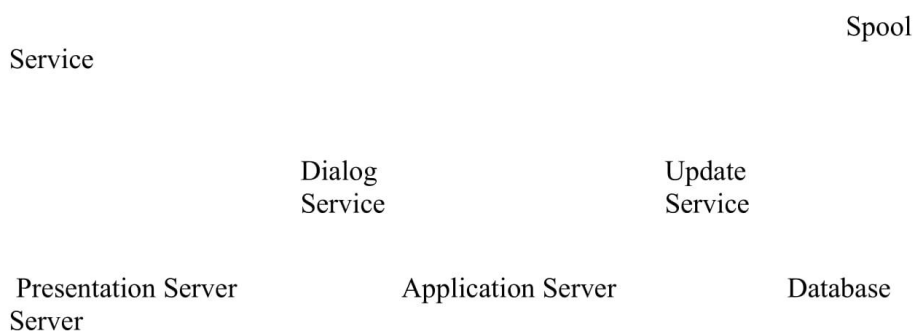 Spool
Service
Dialog Update
Service Service
Presentation Server Application Server Database
Server